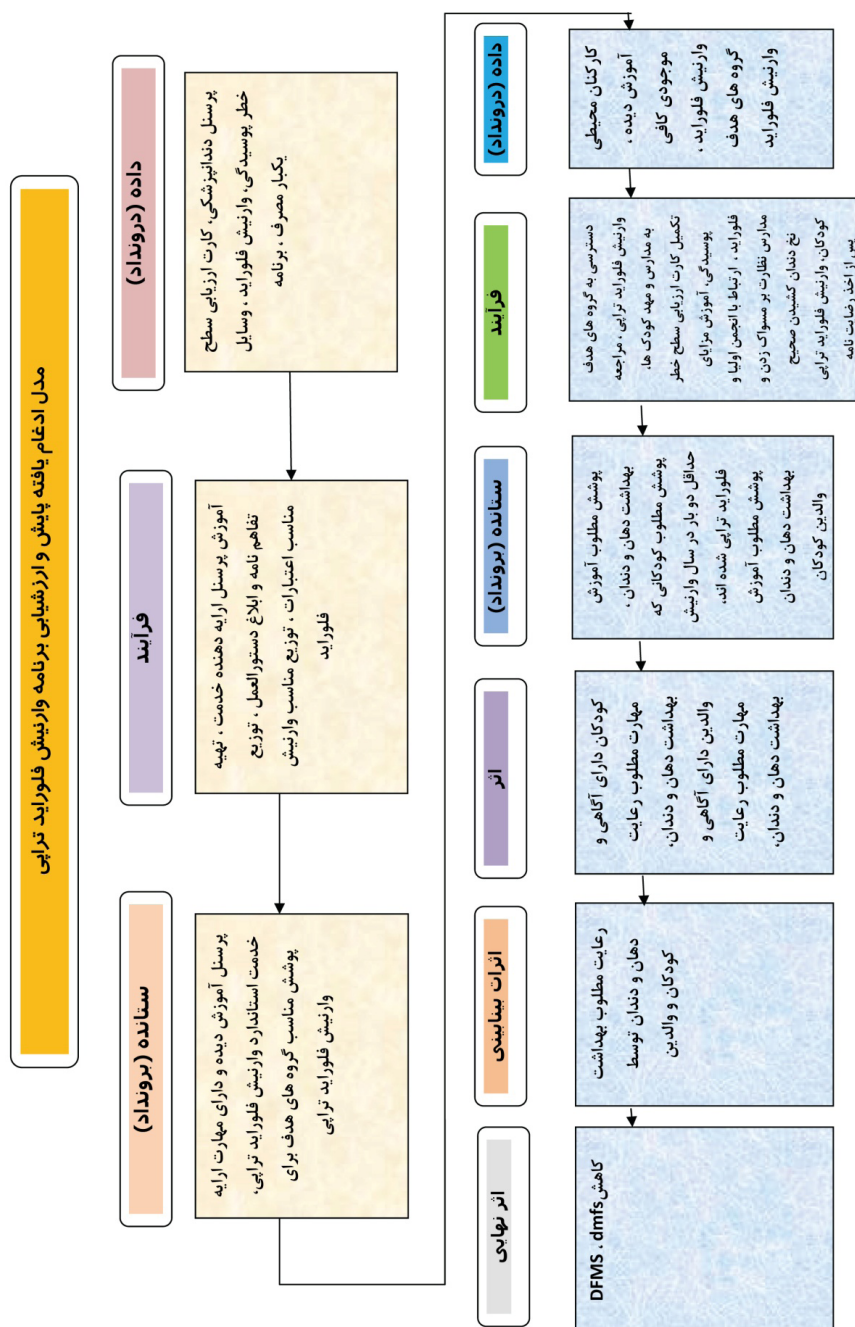 مدل ادغام یافته پایش و ارزشیابی برنامه وارنیش فلوراید تراپی
داده (درونداد)
پرسنل دندانپزشکی، کارت ارزیابی سطح
خطر پوسیدگی، وارنیش فلوراید ، وسایل
یکبار مصرف ، برنامه
فرآیند
آموزش پرسنل ارایه دهنده خدمت ، تهیه
تفاهم نامه و ابلاغ دستورالعمل ، توزیع
مناسب اعتبارات ، توزیع مناسب وارنیش
فلوراید
ستانده (برونداد)
پرسنل آموزش دیده و دارای مهارت ارایه
خدمت استاندارد وارنیش فلوراید تراپی،
پوشش مناسب گروه های هدف برای
وارنیش فلوراید تراپی
داده (درونداد)
کارکنان محیطی
آموزش دیده ،
موجودی کافی
وارنیش فلوراید ،
گروه های هدف
وارنیش فلوراید
فرآیند
دسترسی به گروه های هدف
وارنیش فلوراید تراپی ، مراجعه
به مدارس و مهد کودک ها،
تکمیل کارت ارزیابی سطح خطر
پوسیدگی، آموزش مزایای
فلوراید ، ارتباط با انجمن اولیا و
مدارس نظارت بر مسواک زدن و
نخ دندان کشیدن صحیح
کودکان، وارنیش فلوراید تراپی
پس از اخذ رضایت نامه
ستانده (برونداد)
پوشش مطلوب آموزش
بهداشت دهان و دندان ،
پوشش مطلوب کودکانی که
حداقل دو بار در سال وارنیش
فلوراید تراپی شده اند،
پوشش مطلوب آموزش
بهداشت دهان و دندان
والدین کودکان
اثر
کودکان دارای آگاهی و
مهارت مطلوب رعایت
بهداشت دهان و دندان،
والدین دارای آگاهی و
مهارت مطلوب رعایت
بهداشت دهان و دندان،
اثرات بینابینی
رعایت مطلوب بهداشت
دهان و دندان توسط
کودکان و والدین
اثر نهایی
کاهش DFMS ، dmfs